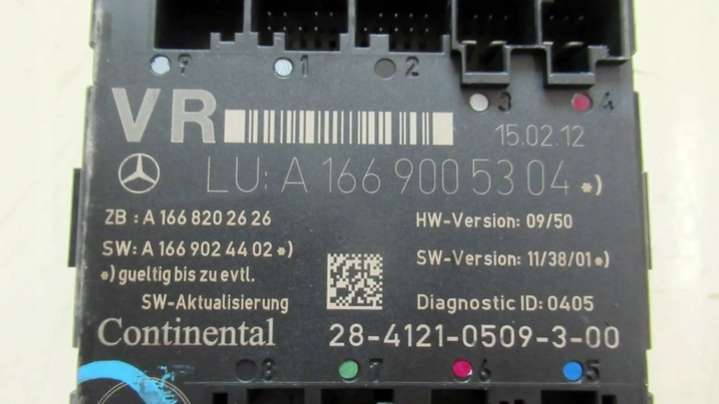 9 1 2 3 4
VR
15.02.12
LU: A 166 900 53 04 *)
ZB : A 166 820 26 26
HW-Version: 09/50
SW: A 166 902 44 02 *)
SW-Version: 11/38/01 *)
*) gueltig bis zu evtl.
SW-Aktualisierung
Diagnostic ID: 0405
Continental
28-4121-0509-3-00
8 7 6 5